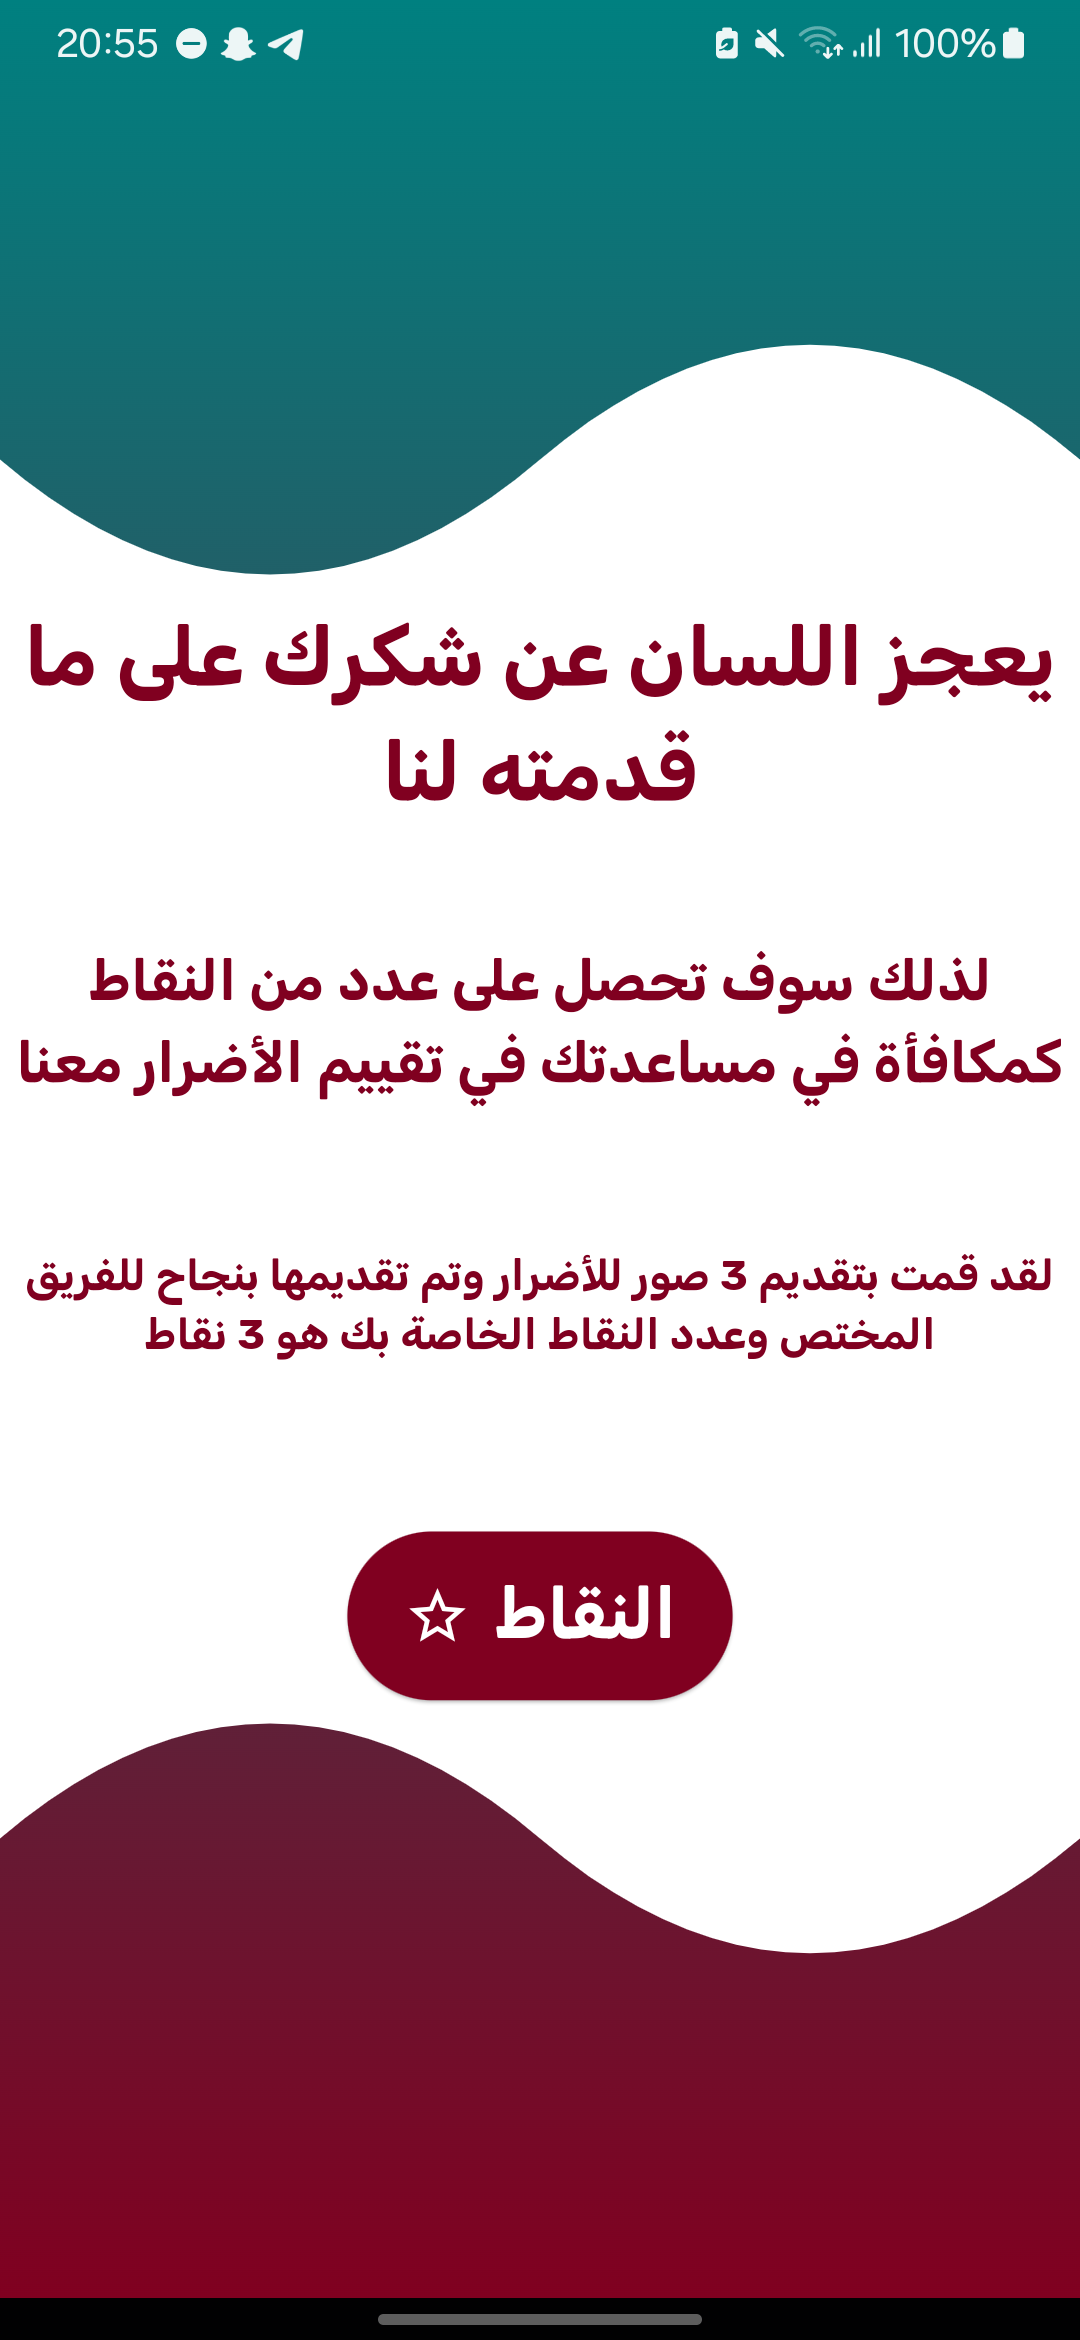 20:55
100%
يعجز اللسان عن شكرك على ما
قدمته لنا
لذلك سوف تحصل على عدد من النقاط
كمكافأة في مساعدتك في تقييم الأضرار معنا
لقد قمت بتقديم 3 صور للأضرار وتم تقديمها بنجاح للفريق
المختص وعدد النقاط الخاصة بك هو 3 نقاط
النقاط